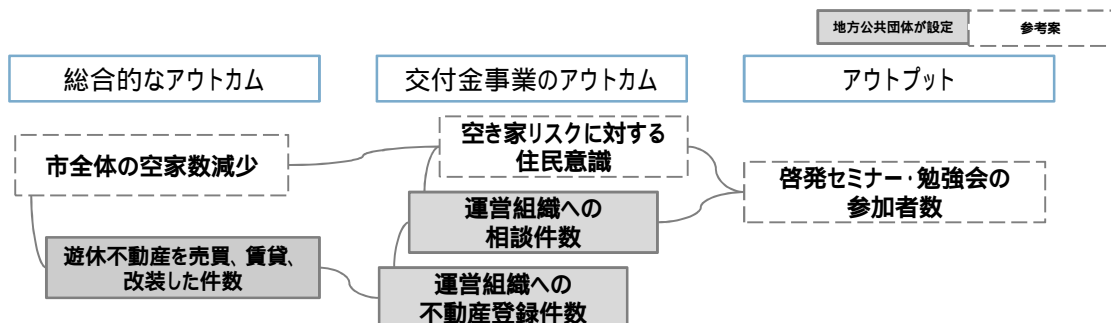 地方公共団体が設定
参考案
総合的なアウトカム
交付金事業のアウトカム
アウトプット
市全体の空家数減少
空き家リスクに対する
住民意識
啓発セミナー・勉強会の
参加者数
運営組織への
相談件数
遊休不動産を売買、賃貸、
改装した件数
運営組織への
不動産登録件数